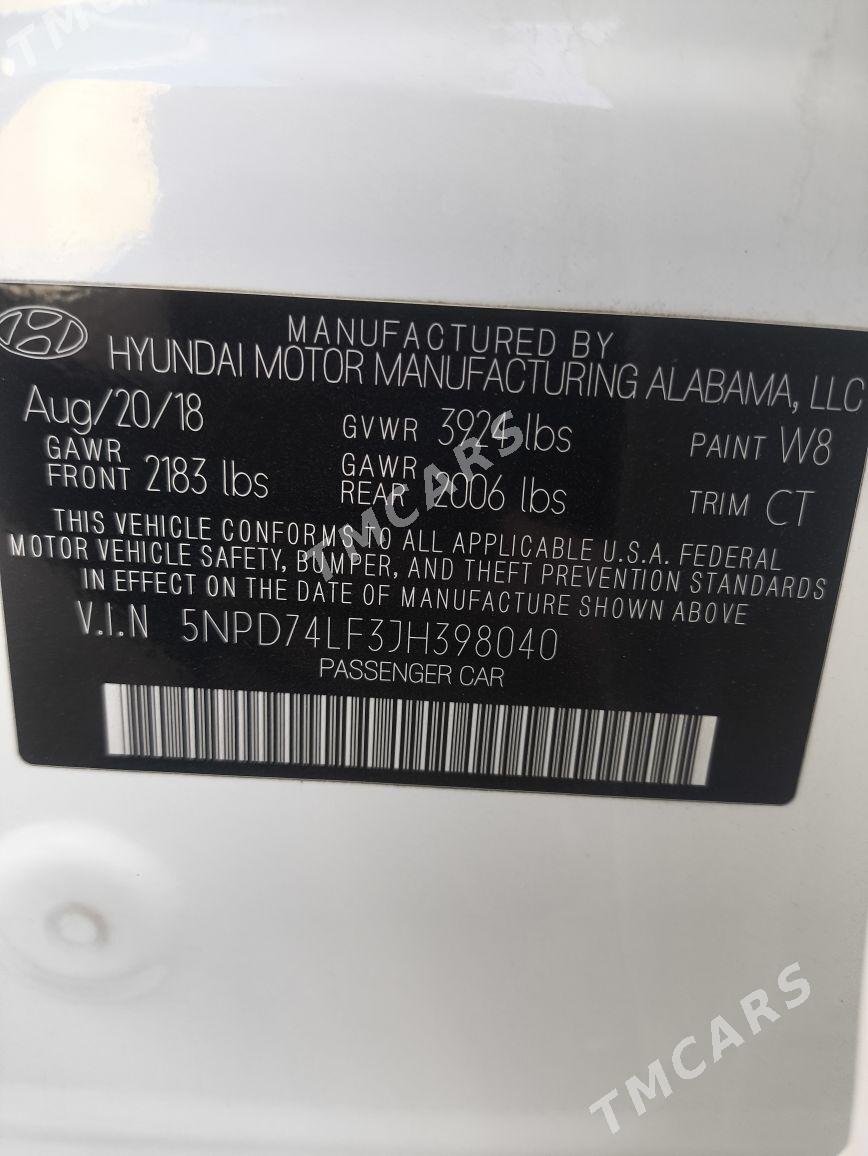 TMCARS
MANUFACTURED BY
HYUNDAI MOTOR MANUFACTURING ALABAMA, LLC
Aug/20/18 GVWR 3924 lbs PAINT W8
GAWR FRONT 2183 lbs GAWR REAR 2006 lbs TRIM CT
THIS VEHICLE CONFORMS TO ALL APPLICABLE U.S.A. FEDERAL
MOTOR VEHICLE SAFETY, BUMPER, AND THEFT PREVENTION STANDARDS
IN EFFECT ON THE DATE OF MANUFACTURE SHOWN ABOVE
V.I.N 5NPD74LF3JH398040
PASSENGER CAR
TMCARS
TMCARS